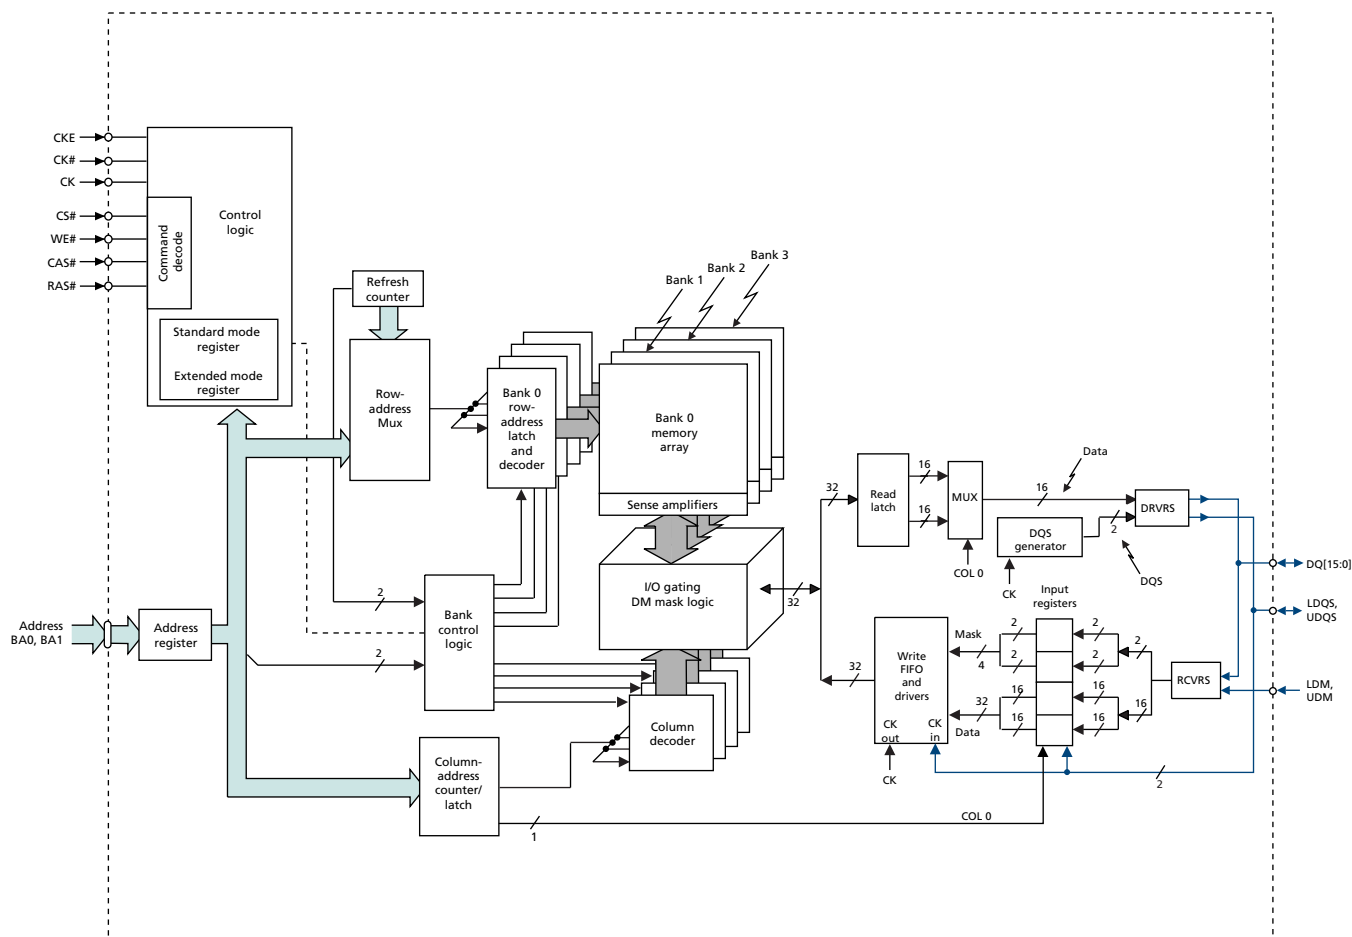 CKE
CK#
CK
CS#
WE#
CAS#
RAS#
Command
decode
Control
logic
Standard mode
register
Extended mode
register
Refresh
counter
Row-
address
Mux
Bank 0
row-
address
latch
and
decoder
Bank 1
Bank 2
Bank 3
Bank 0
memory
array
Sense amplifiers
I/O gating
DM mask logic
2
2
Bank
control
logic
Address
BA0, BA1
Address
register
Column
decoder
Column-
address
counter/
latch
1
COL 0
32
32
32
Read
latch
16
16
MUX
COL 0
16
Data
DQS
generator
CK
2
DQS
DRVRS
DQ[15:0]
LDQS,
UDQS
LDM,
UDM
RCVRS
Input
registers
Write
FIFO
and
drivers
CK
out
CK
in
CK
Mask
4
32
Data
2
2
16
16
2
2
16
16
2
16
2